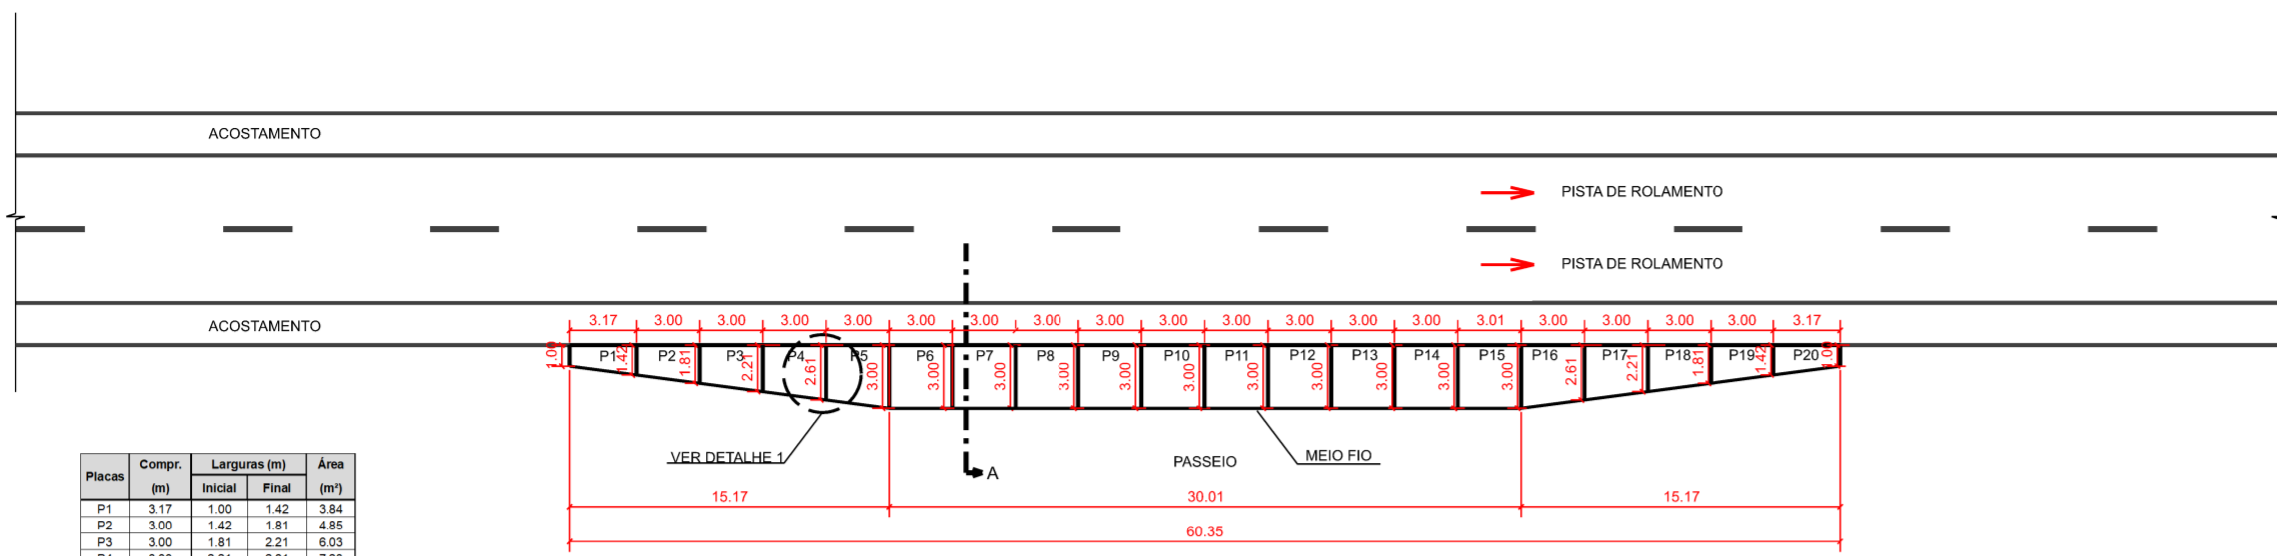 ACOSTAMENTO
PISTA DE ROLAMENTO
PISTA DE ROLAMENTO
ACOSTAMENTO
3.17 3.00 3.00 3.00 3.00 3.00 3.00 3.00 3.00 3.00 3.00 3.00 3.00 3.00 3.01 3.00 3.00 3.00 3.00 3.17
P1 P2 P3 P4 P5 P6 P7 P8 P9 P10 P11 P12 P13 P14 P15 P16 P17 P18 P19 P20
1.00 1.42 1.81 2.21 2.61 3.00 3.00 3.00 3.00 3.00 3.00 3.00 3.00 3.00 3.00 3.00 2.61 2.21 1.81 1.42 1.00
VER DETALHE 1
PASSEIO
MEIO FIO
A
15.17 30.01 15.17
60.35
Placas Compr. (m) Larguras (m) Área (m²)
Inicial Final
P1 3.17 1.00 1.42 3.84
P2 3.00 1.42 1.81 4.85
P3 3.00 1.81 2.21 6.03